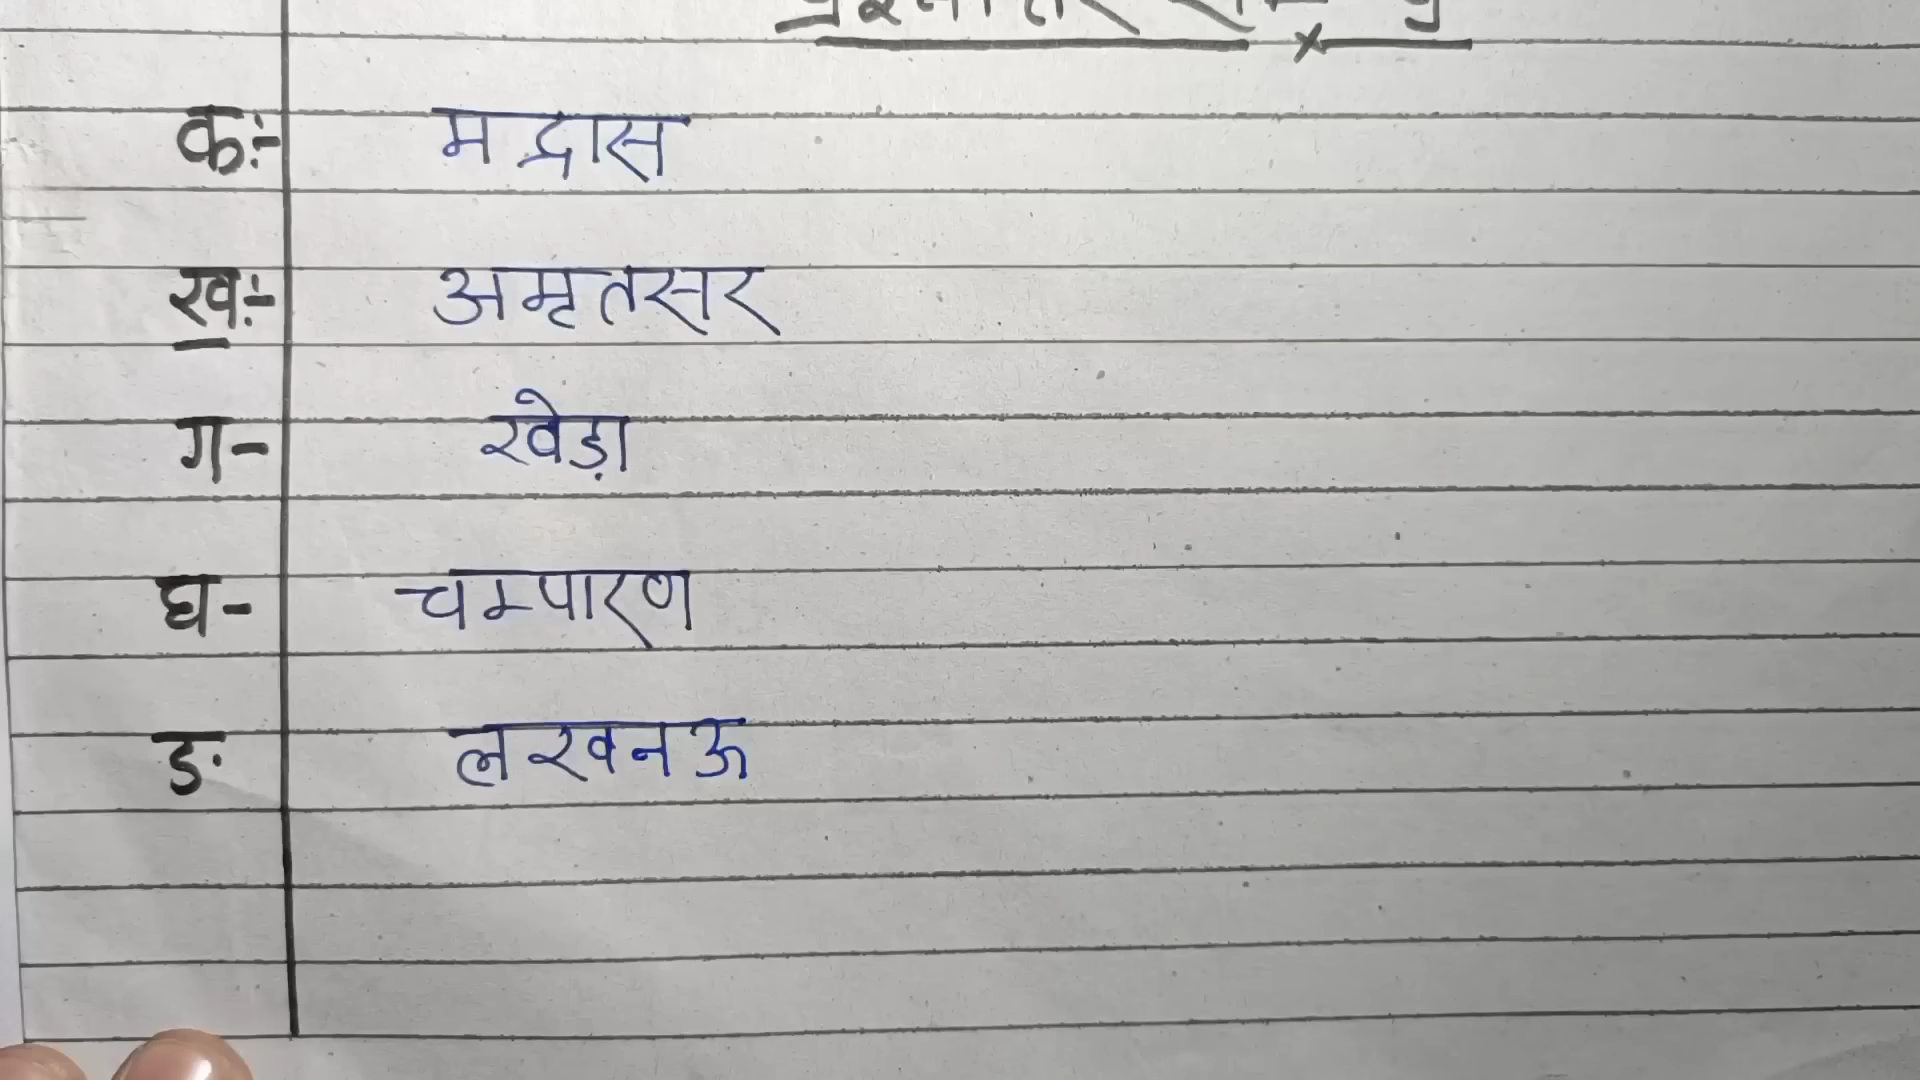 कः- मद्रास
खः- अमृतसर
ग- खेड़ा
घ- चम्पारण
ङ लखनऊ